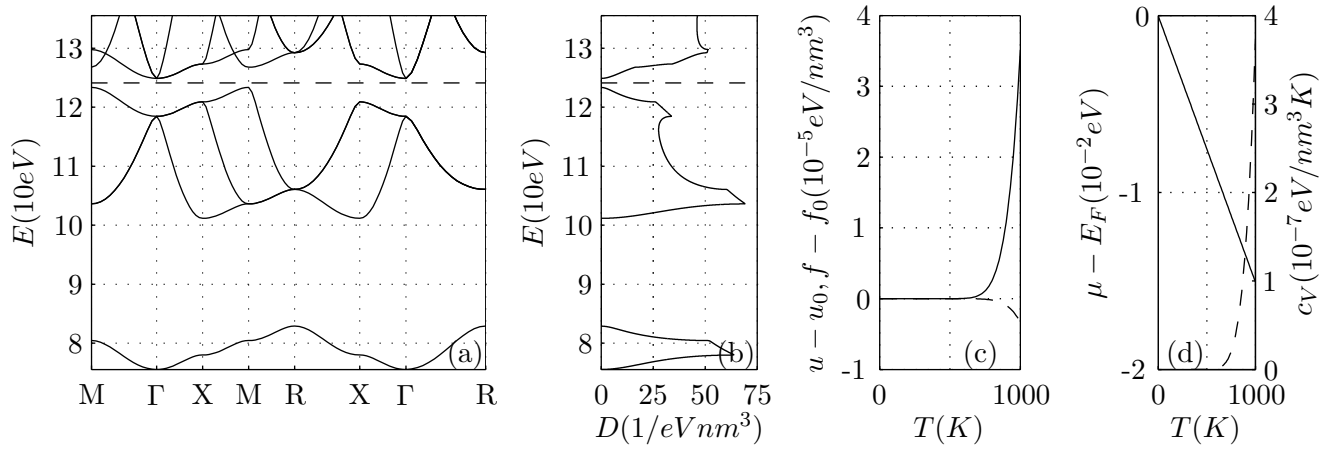 E(10eV)
13
12
11
10
9
8
M Γ X M R X Γ R
(a)
E(10eV)
13
12
11
10
9
8
0 25 50 75
D(1/eVnm³)
(b)
u − u₀, f − f₀(10⁻⁵eV/nm³)
4
3
2
1
0
-1
0 1000
T(K)
(c)
μ − E_F(10⁻²eV)
-0
-1
-2
0 1000
T(K)
(d)
4
3
2
1
0
c_V(10⁻⁷eV/nm³K)